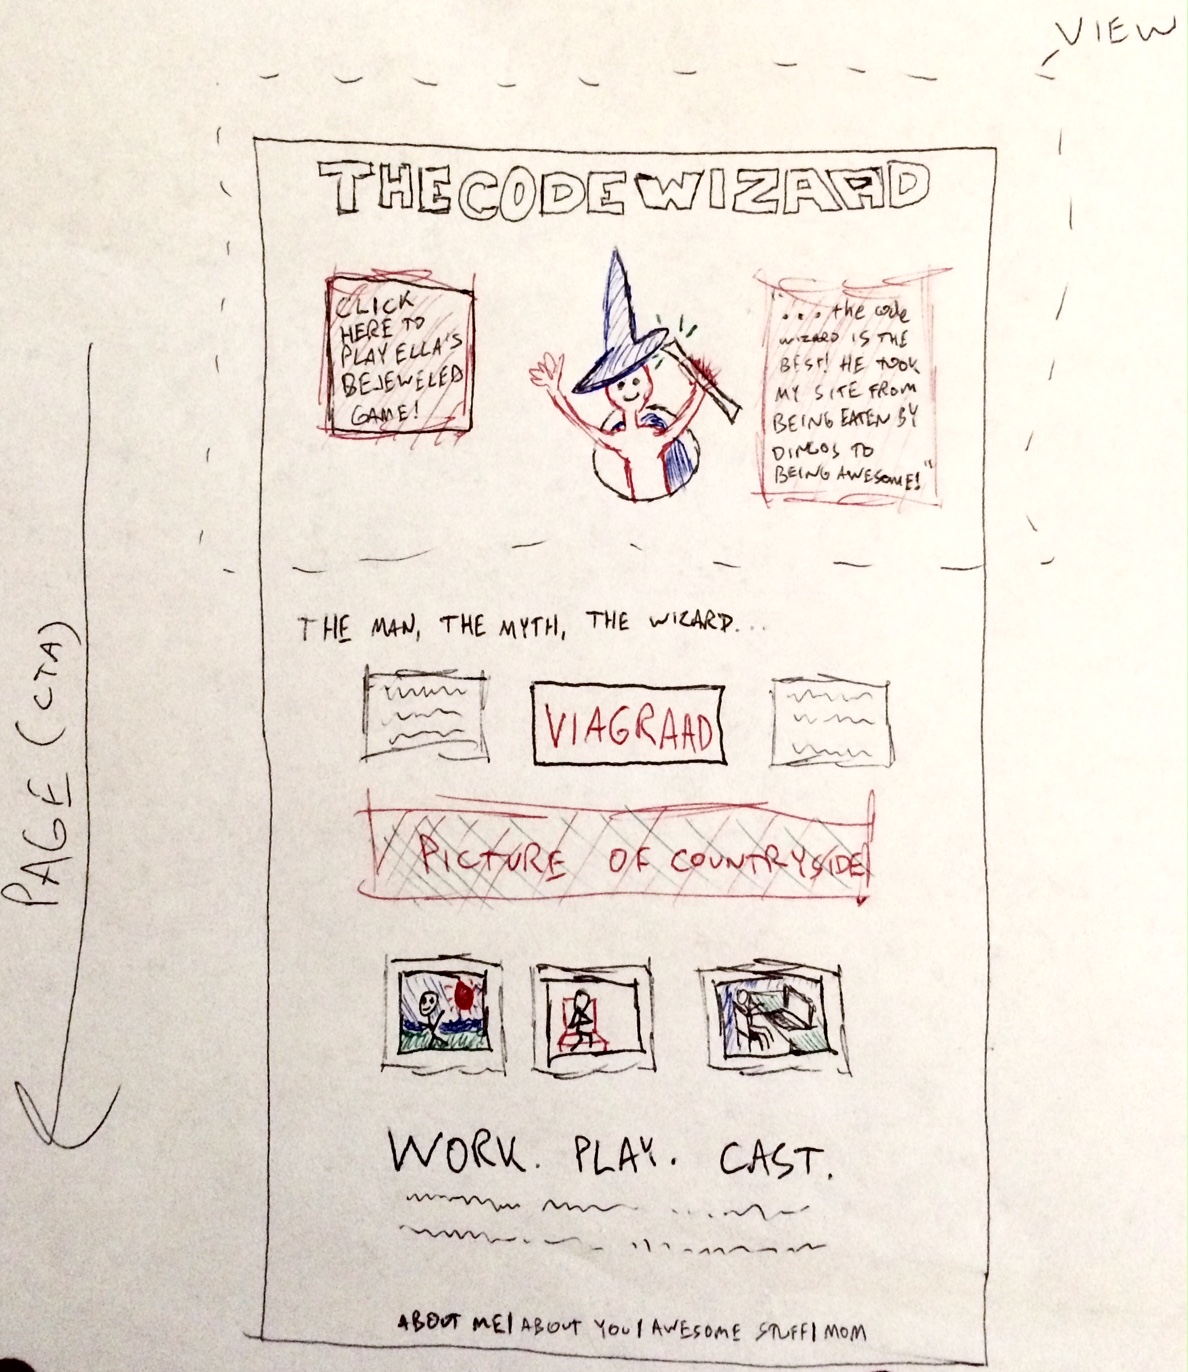 VIEW
THECODEWIZAAD
CLICK
HERE TO
PLAY ELLA'S
BEJEWELED
GAME!
"...the code
WIZARD IS THE
BEST! HE TOOK
MY SITE FROM
BEING EATEN BY
DINGOS TO
BEING AWESOME!"
PAGE (CTA)
THE MAN, THE MYTH, THE WIZARD...
VIAGRAAD
PICTURE OF COUNTRYSIDE
WORK. PLAY. CAST.
ABOUT ME|ABOUT YOU|AWESOME STUFF|MOM